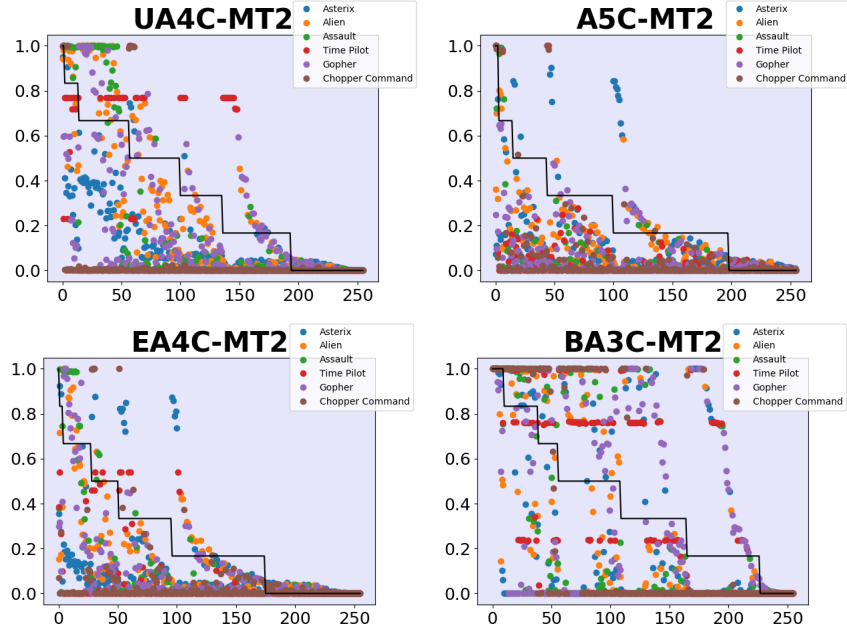 UA4C-MT2
Asterix
Alien
Assault
Time Pilot
Gopher
Chopper Command
1.0
0.8
0.6
0.4
0.2
0.0
0 50 100 150 200 250
A5C-MT2
Asterix
Alien
Assault
Time Pilot
Gopher
Chopper Command
1.0
0.8
0.6
0.4
0.2
0.0
0 50 100 150 200 250
EA4C-MT2
Asterix
Alien
Assault
Time Pilot
Gopher
Chopper Command
1.0
0.8
0.6
0.4
0.2
0.0
0 50 100 150 200 250
BA3C-MT2
Asterix
Alien
Assault
Time Pilot
Gopher
Chopper Command
1.0
0.8
0.6
0.4
0.2
0.0
0 50 100 150 200 250